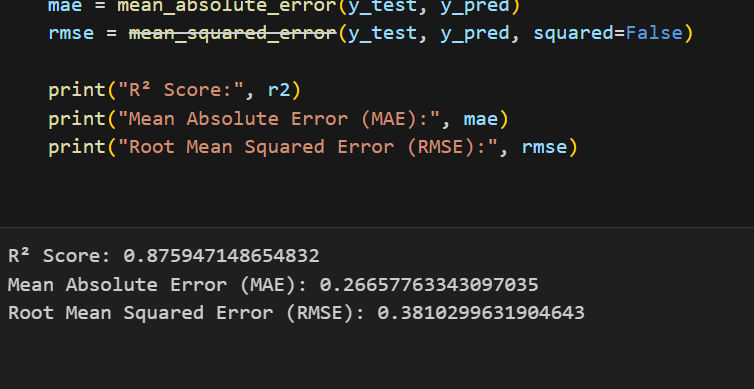 mae = mean_absolute_error(y_test, y_pred)
rmse = mean_squared_error(y_test, y_pred, squared=False)
print("R² Score:", r2)
print("Mean Absolute Error (MAE):", mae)
print("Root Mean Squared Error (RMSE):", rmse)
R² Score: 0.875947148654832
Mean Absolute Error (MAE): 0.26657763343097035
Root Mean Squared Error (RMSE): 0.3810299631904643